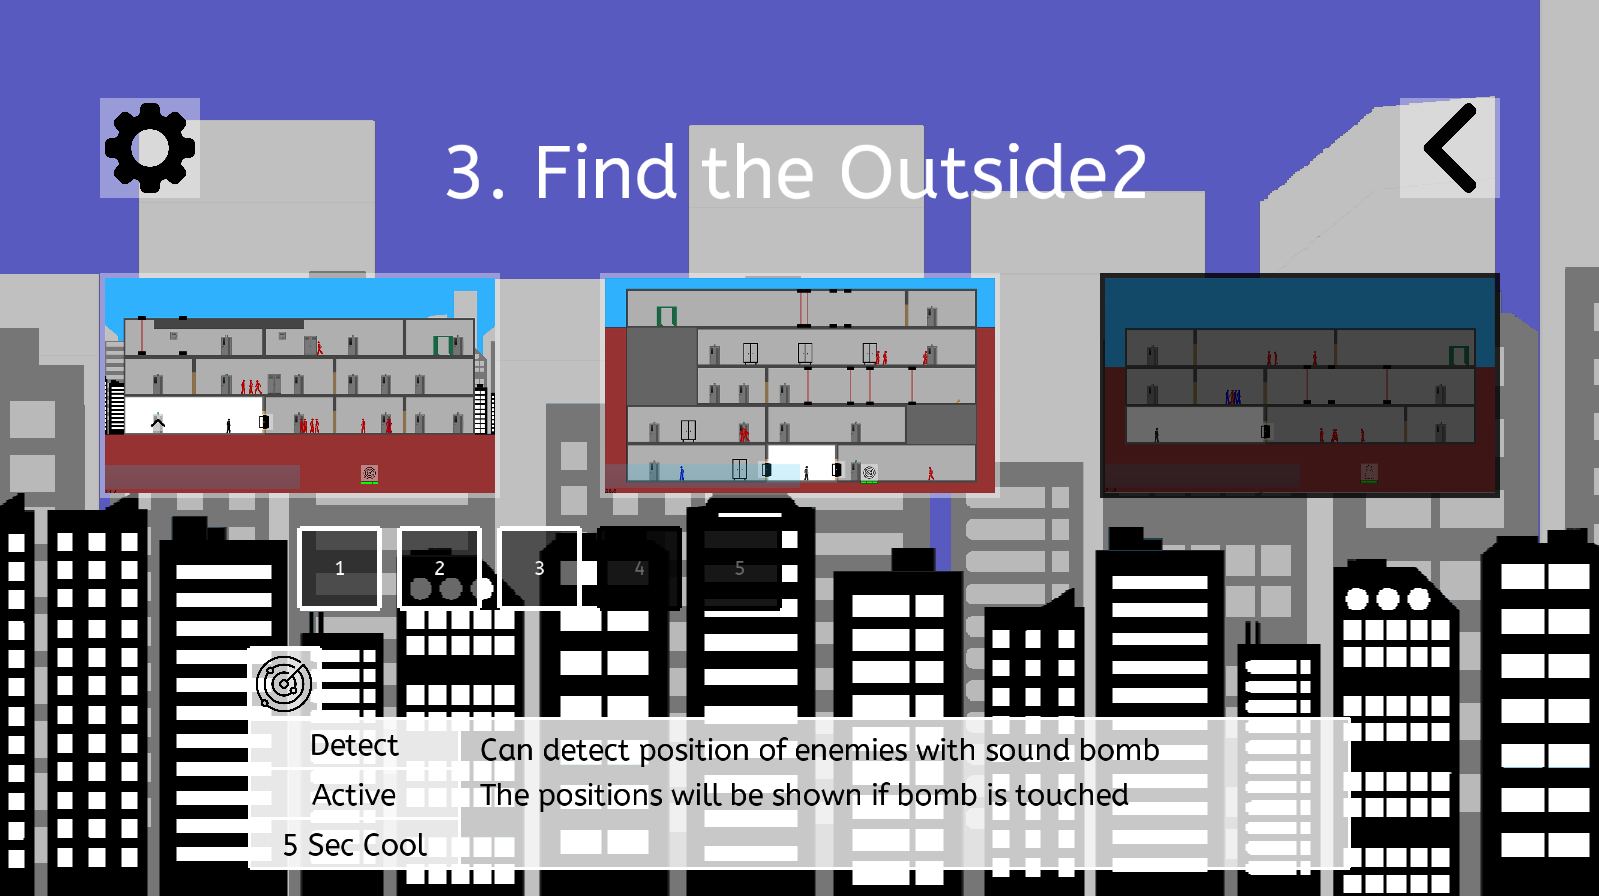 3. Find the Outside2
1 2 3 4 5
Detect
Can detect position of enemies with sound bomb
Active
The positions will be shown if bomb is touched
5 Sec Cool